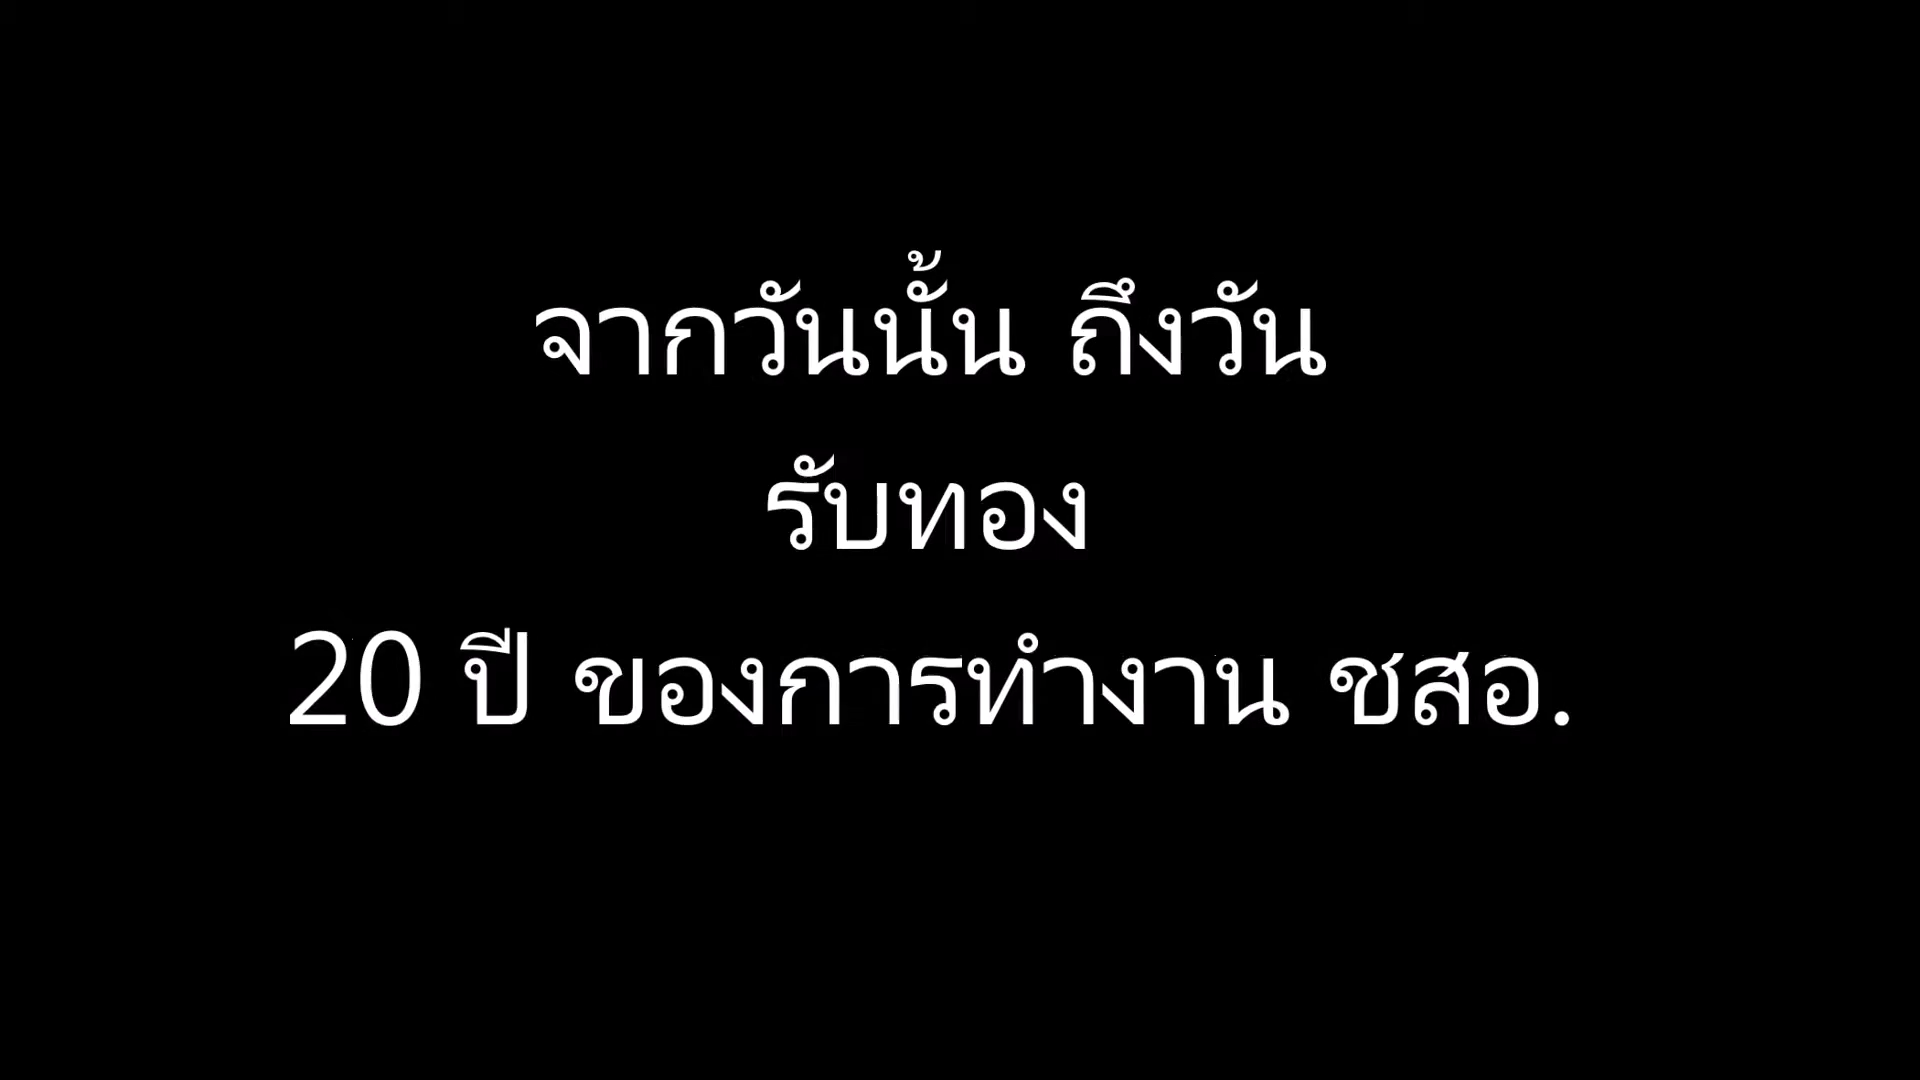 จากวันนั้น ถึงวัน
รับทอง
20 ปี ของการทำงาน ชสอ.